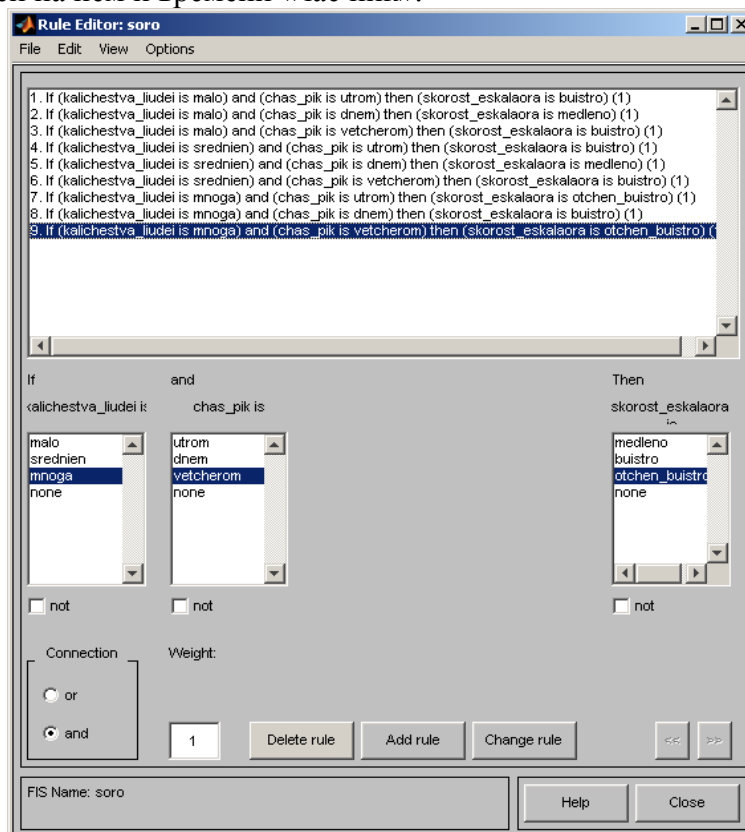 Rule Editor: soro
File Edit View Options
1. If (kalichestva_liudei is malo) and (chas_pik is utrom) then (skorost_eskalaora is buistro) (1)
2. If (kalichestva_liudei is malo) and (chas_pik is dnem) then (skorost_eskalaora is medleno) (1)
3. If (kalichestva_liudei is malo) and (chas_pik is vetcherom) then (skorost_eskalaora is buistro) (1)
4. If (kalichestva_liudei is srednien) and (chas_pik is utrom) then (skorost_eskalaora is buistro) (1)
5. If (kalichestva_liudei is srednien) and (chas_pik is dnem) then (skorost_eskalaora is medleno) (1)
6. If (kalichestva_liudei is srednien) and (chas_pik is vetcherom) then (skorost_eskalaora is buistro) (1)
7. If (kalichestva_liudei is mnoga) and (chas_pik is utrom) then (skorost_eskalaora is otchen_buistro) (1)
8. If (kalichestva_liudei is mnoga) and (chas_pik is dnem) then (skorost_eskalaora is buistro) (1)
9. If (kalichestva_liudei is mnoga) and (chas_pik is vetcherom) then (skorost_eskalaora is otchen_buistro) (
If and Then
kalichestva_liudei is chas_pik is skorost_eskalaora
malo utrom medleno
srednien dnem buistro
mnoga vetcherom otchen_buistro
none none none
not not not
Connection Weight:
or
and 1 Delete rule Add rule Change rule << >>
FIS Name: soro
Help Close